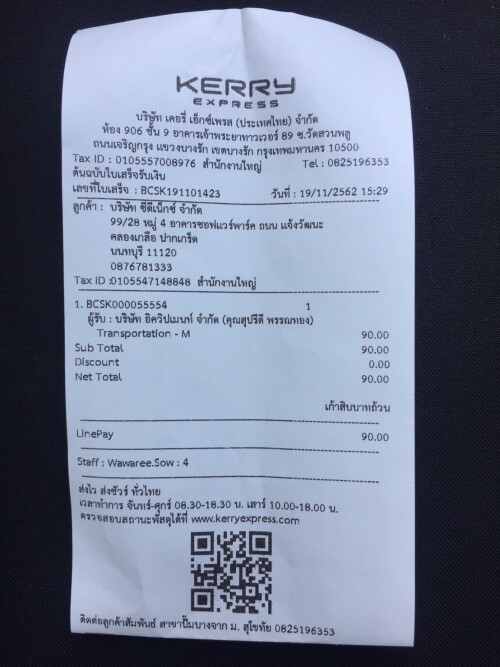 KERRY
EXPRESS
บริษัท เคอรี่ เอ็กซ์เพรส (ประเทศไทย) จำกัด
ห้อง 906 ชั้น 9 อาคารเจ้าพระยาทาวเวอร์ 89 ซ.วัดสวนพลู
ถนนเจริญกรุง แขวงบางรัก เขตบางรัก กรุงเทพมหานคร 10500
Tax ID : 0105557008976 สำนักงานใหญ่ Tel : 0825196353
ต้นฉบับใบเสร็จรับเงิน
เลขที่ใบเสร็จ : BCSK191101423 วันที่ : 19/11/2562 15:29
ลูกค้า : บริษัท ซีดีเน็กซ์ จำกัด
99/28 หมู่ 4 อาคารซอฟแวร์พาร์ค ถนน แจ้งวัฒนะ
คลองเกลือ ปากเกร็ด
นนทบุรี 11120
0876781333
Tax ID :0105547148848 สำนักงานใหญ่
1. BCSK000055554 1
ผู้รับ : บริษัท อิควิปเมนท์ จำกัด (คุณสุปรีดี พรรณทอง)
Transportation - M 90.00
Sub Total 90.00
Discount 0.00
Net Total 90.00
เก้าสิบบาทถ้วน
LinePay 90.00
Staff : Wawaree.Sow : 4
ส่งไว ส่งชัวร์ ทั่วไทย
เวลาทำการ จันทร์-ศุกร์ 08.30-18.30 น. เสาร์ 10.00-18.00 น.
ตรวจสอบสถานะพัสดุได้ที่ www.kerryexpress.com
ติดต่อลูกค้าสัมพันธ์ สาขาปั๊มบางจาก ม. สุโขทัย 0825196353